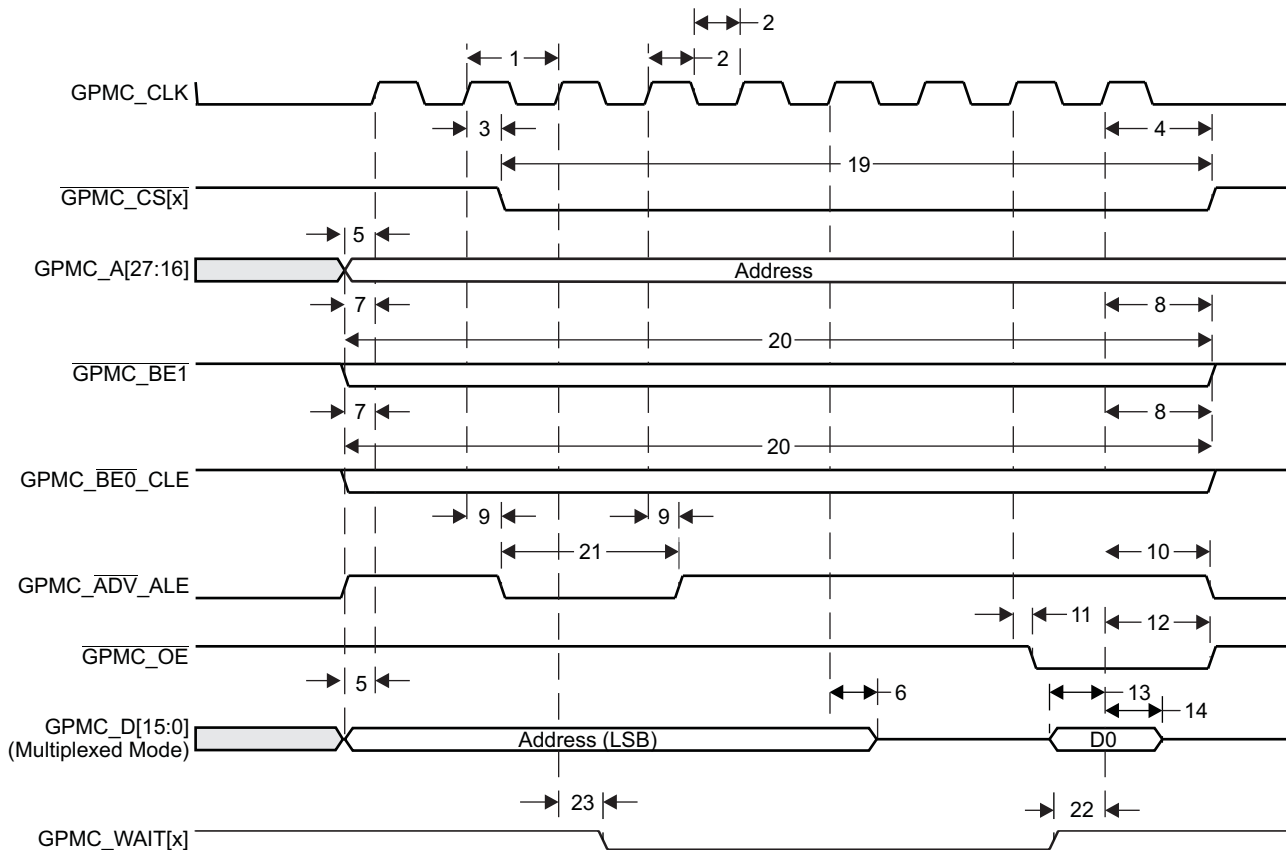 2
1
2
GPMC_CLK
3
4
19
GPMC_CS[x]
5
GPMC_A[27:16]
Address
7
8
20
GPMC_BE1
7
8
20
GPMC_BE0_CLE
9
9
21
10
GPMC_ADV_ALE
11
12
GPMC_OE
5
6
13
14
GPMC_D[15:0]
(Multiplexed Mode)
Address (LSB)
D0
23
22
GPMC_WAIT[x]